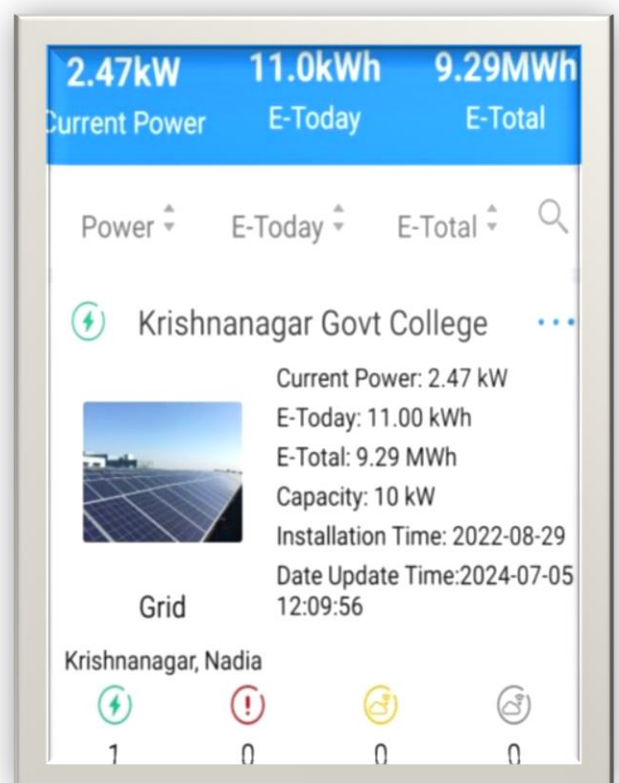 2.47kW 11.0kWh 9.29MWh
Current Power E-Today E-Total
Power E-Today E-Total
Krishnanagar Govt College
Current Power: 2.47 kW
E-Today: 11.00 kWh
E-Total: 9.29 MWh
Capacity: 10 kW
Installation Time: 2022-08-29
Date Update Time:2024-07-05
12:09:56
Grid
Krishnanagar, Nadia
1 0 0 0